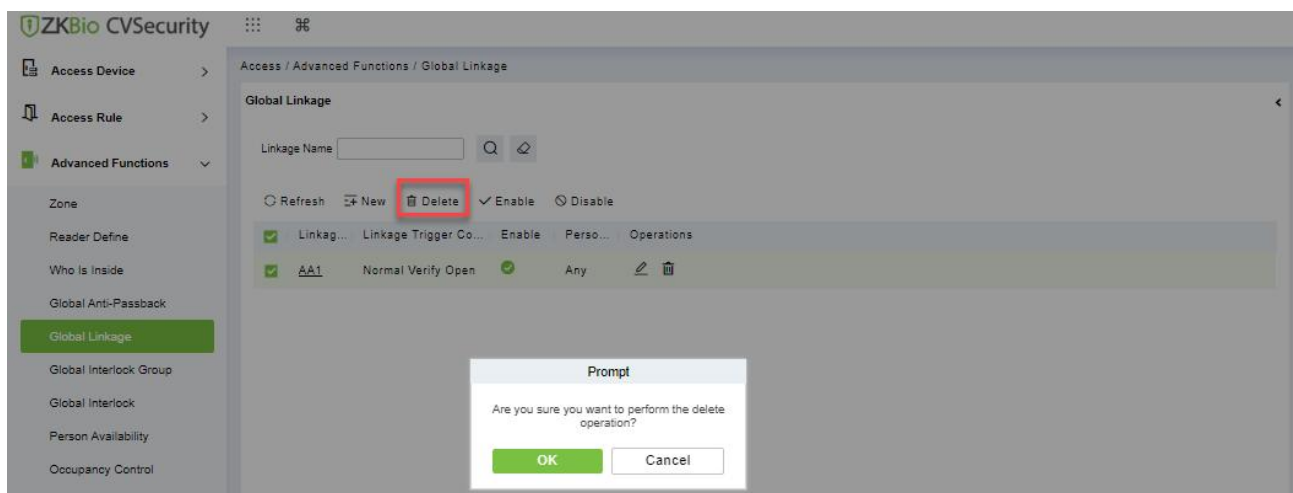 ZKBio CVSecurity
Access Device
Access Rule
Advanced Functions
Zone
Reader Define
Who Is Inside
Global Anti-Passback
Global Linkage
Global Interlock Group
Global Interlock
Person Availability
Occupancy Control
Access / Advanced Functions / Global Linkage
Global Linkage
Linkage Name
Refresh New Delete Enable Disable
Linkag... Linkage Trigger Co... Enable Perso... Operations
AA1 Normal Verify Open Any
Prompt
Are you sure you want to perform the delete
operation?
OK Cancel